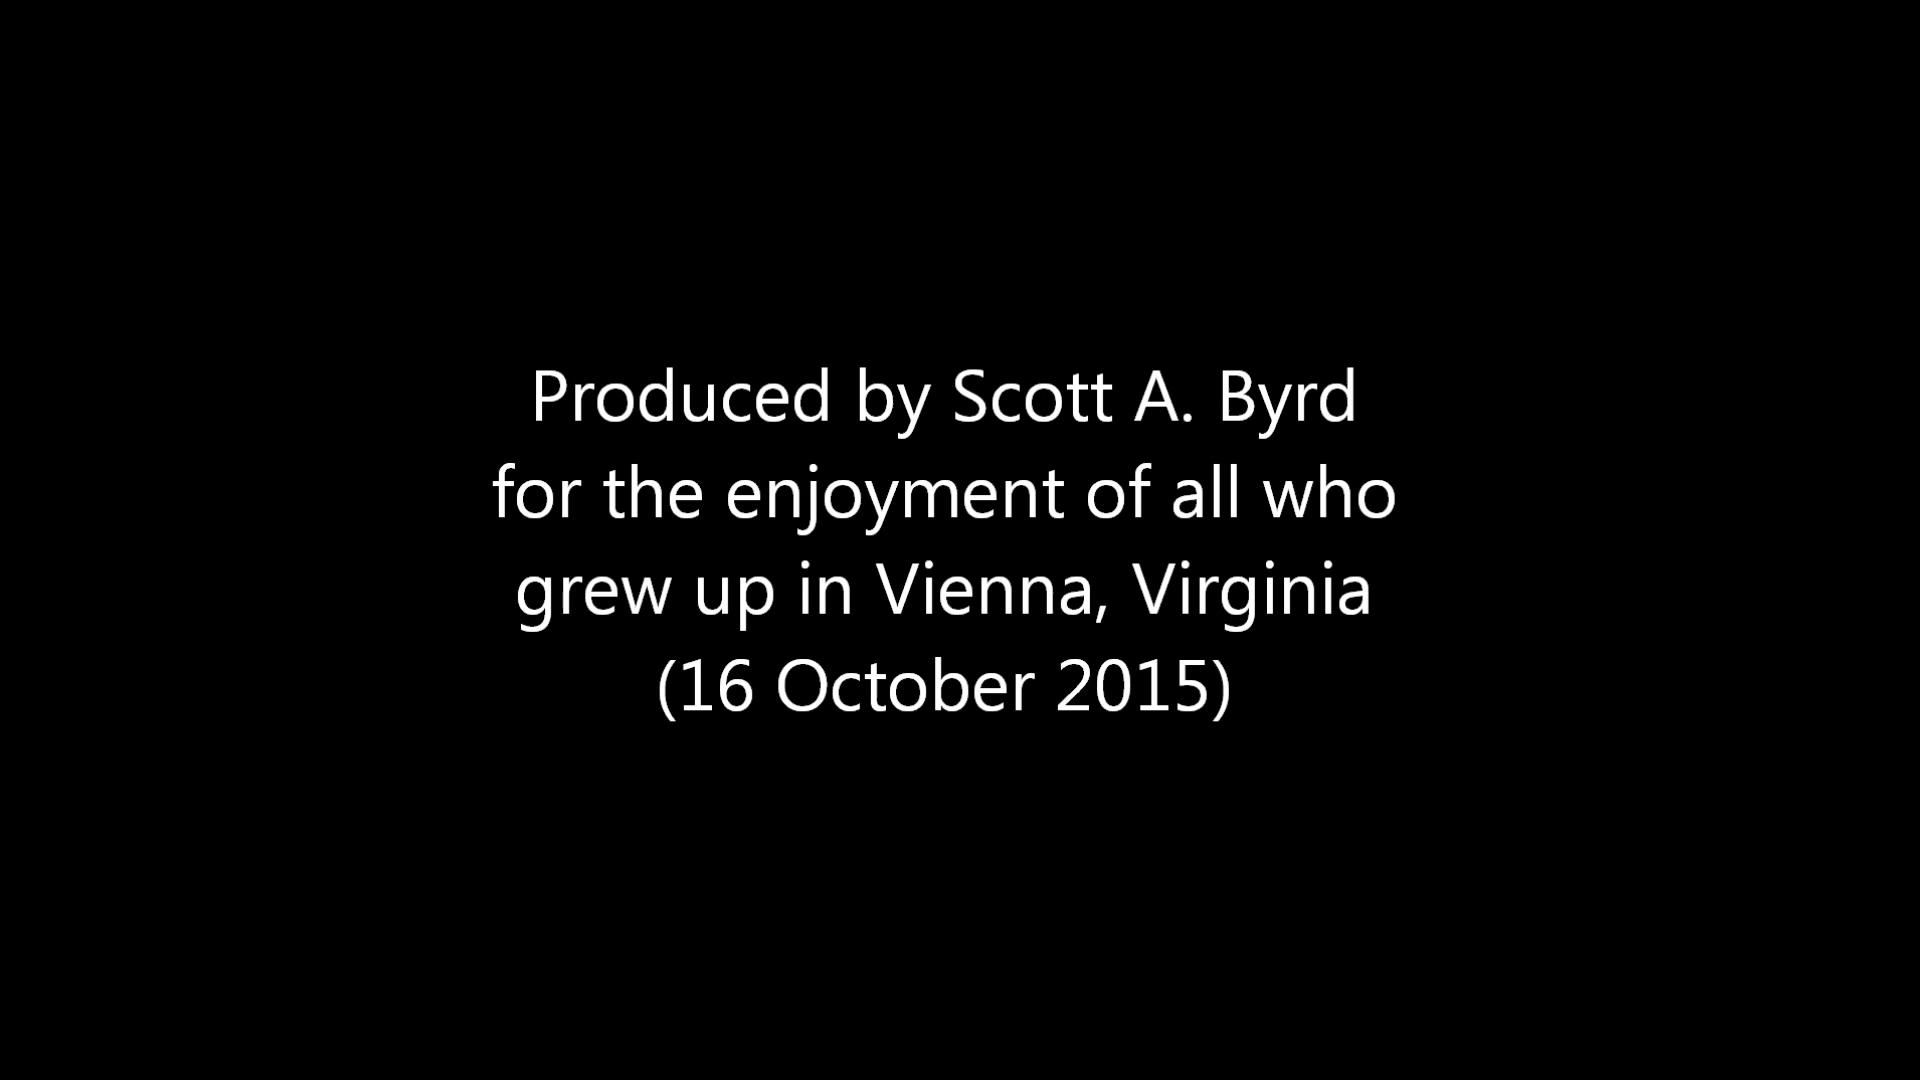 Produced by Scott A. Byrd
for the enjoyment of all who
grew up in Vienna, Virginia
(16 October 2015)